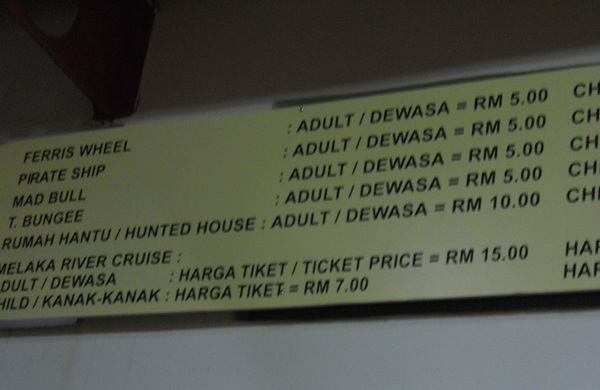 FERRIS WHEEL : ADULT / DEWASA = RM 5.00 CH
PIRATE SHIP : ADULT / DEWASA = RM 5.00 CH
MAD BULL : ADULT / DEWASA = RM 5.00 CH
T. BUNGEE : ADULT / DEWASA = RM 5.00 CH
RUMAH HANTU / HUNTED HOUSE : ADULT / DEWASA = RM 10.00 CH
MELAKA RIVER CRUISE :
ADULT / DEWASA : HARGA TIKET / TICKET PRICE = RM 15.00 HAR
HILD / KANAK-KANAK : HARGA TIKET = RM 7.00 HAR